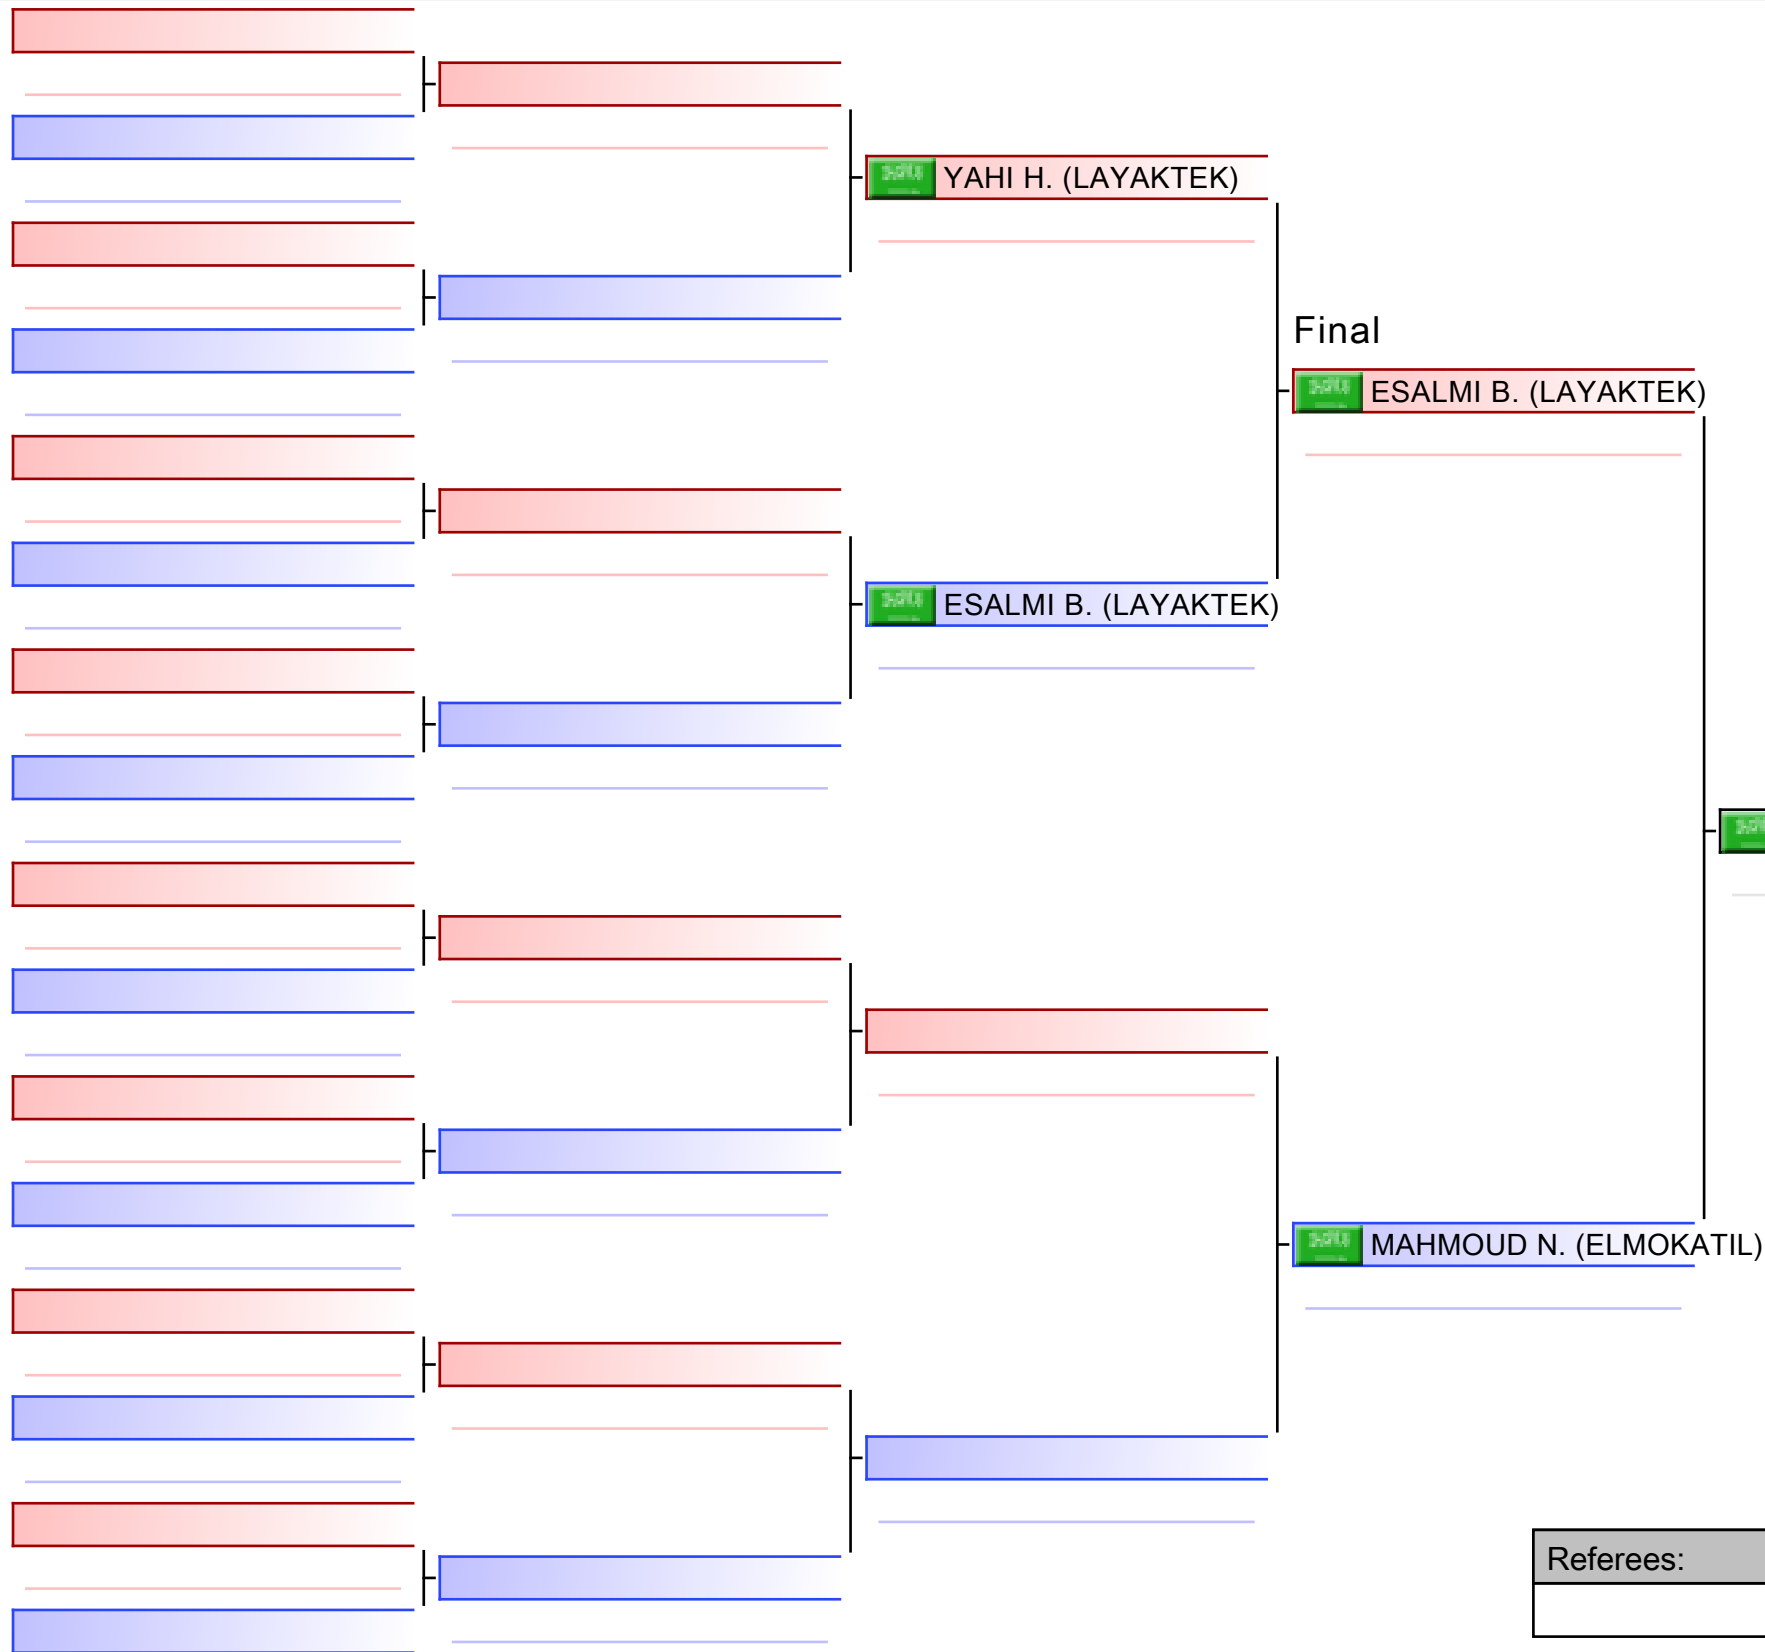 YAHI H. (LAYAKTEK)
Final
ESALMI B. (LAYAKTEK)
ESALMI B. (LAYAKTEK)
MAHMOUD N. (ELMOKATIL)
Referees: